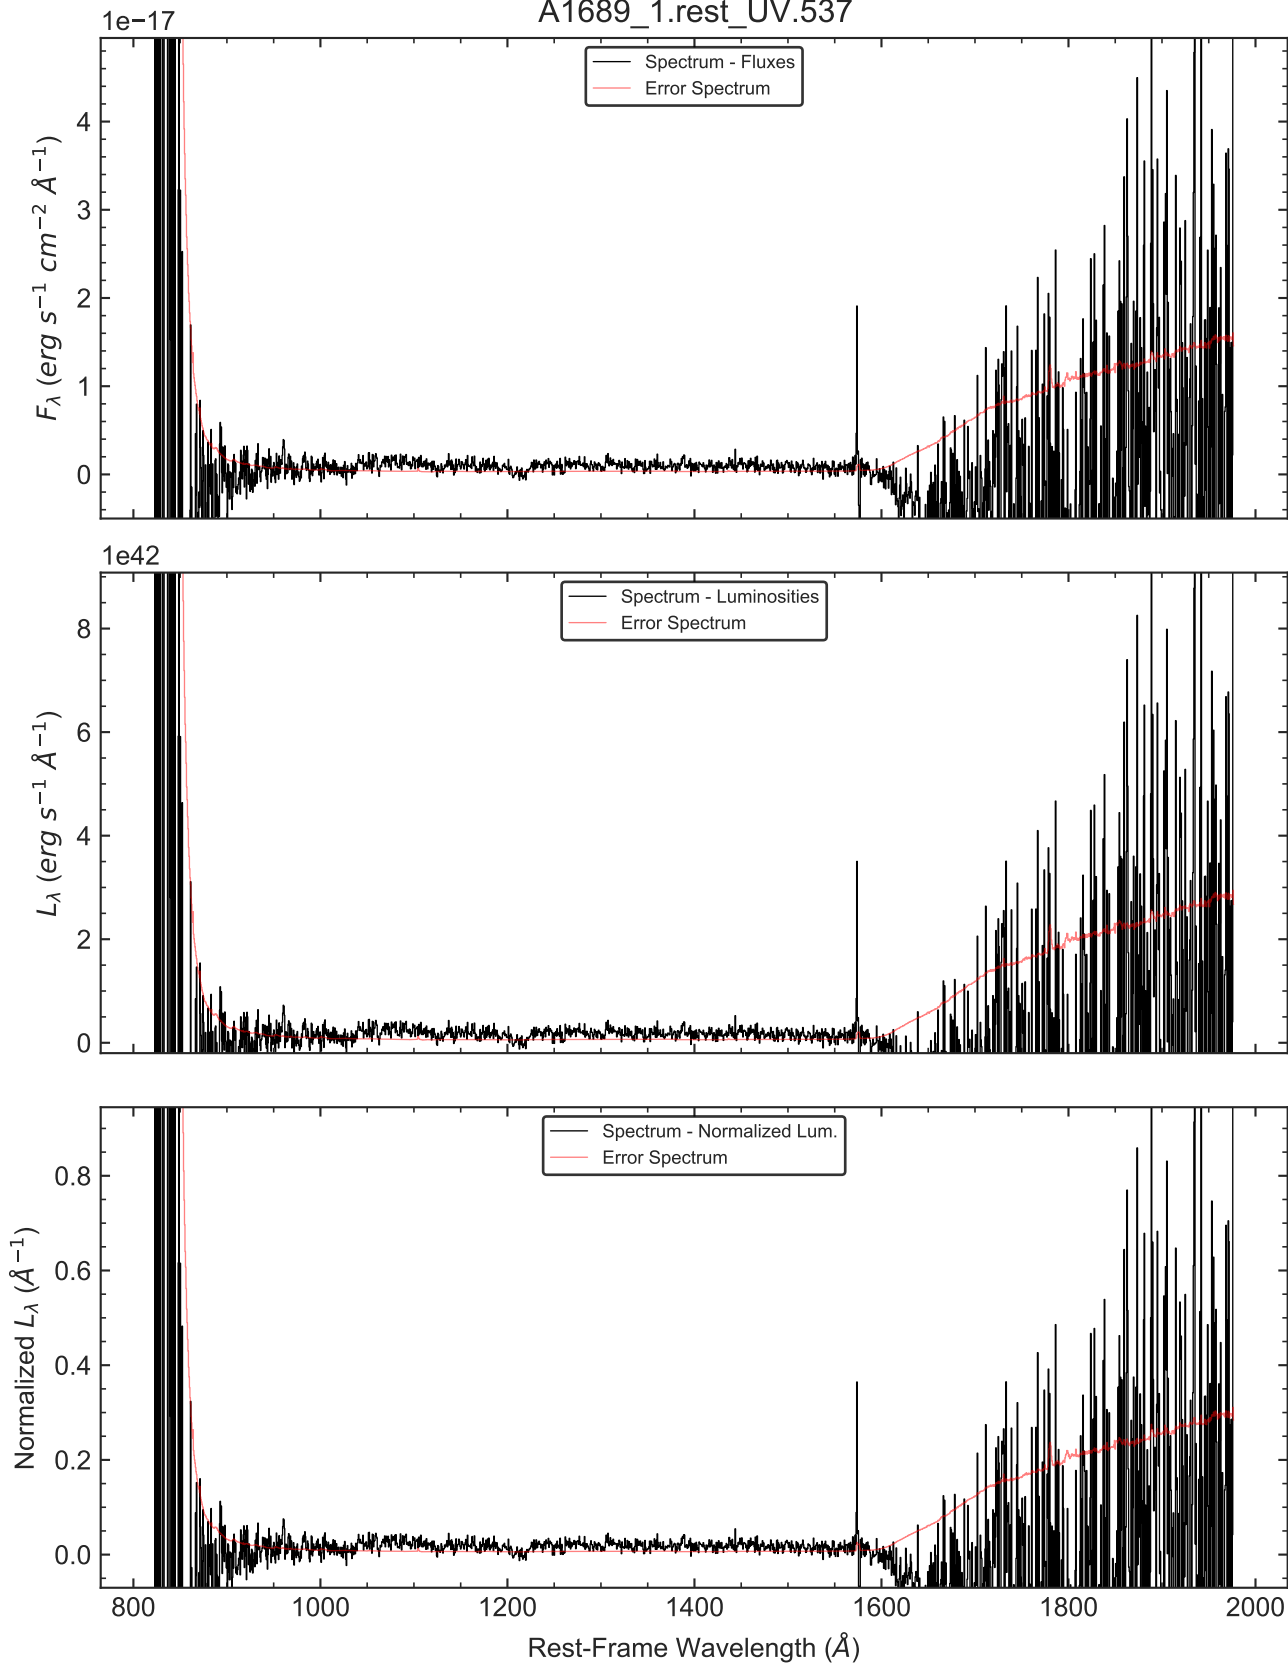 A1689_1.rest_UV.537
1e−17
Spectrum - Fluxes
Error Spectrum
4
3
2
1
0
F_λ (erg s⁻¹ cm⁻² Å⁻¹)
1e42
Spectrum - Luminosities
Error Spectrum
8
6
4
2
0
L_λ (erg s⁻¹ Å⁻¹)
Spectrum - Normalized Lum.
Error Spectrum
0.8
0.6
0.4
0.2
0.0
Normalized L_λ (Å⁻¹)
800 1000 1200 1400 1600 1800 2000
Rest-Frame Wavelength (Å)